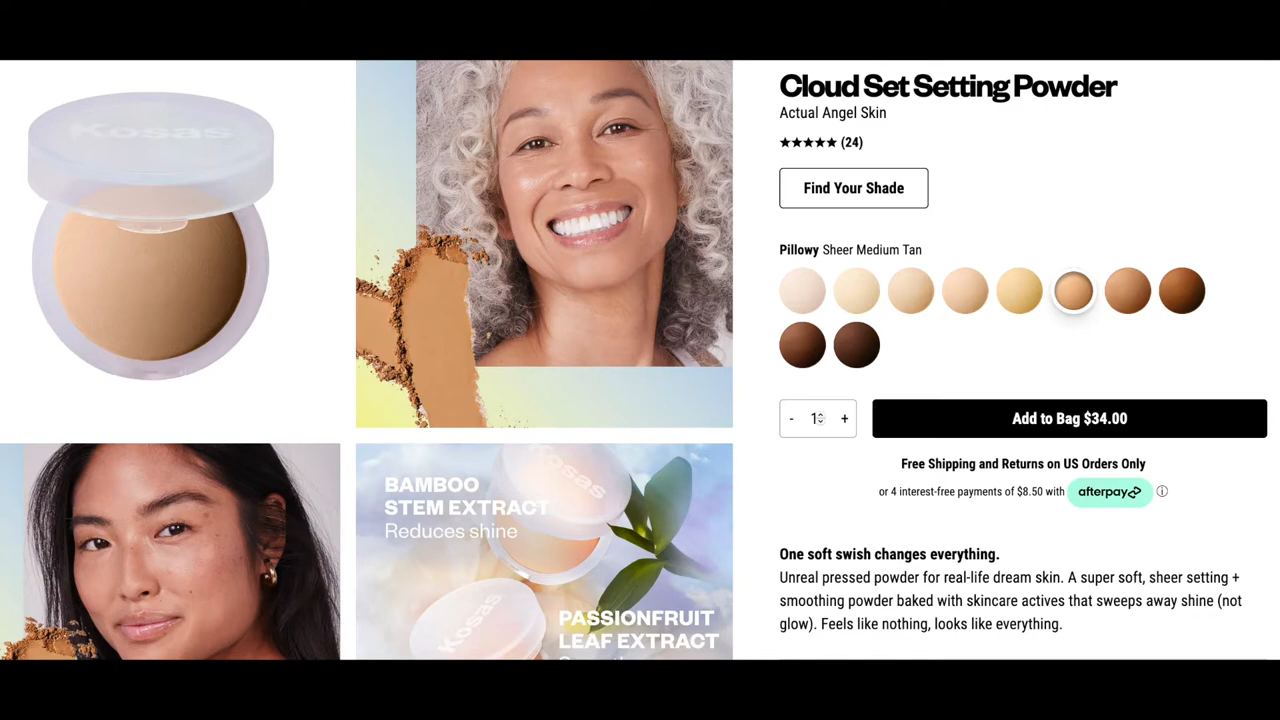 Kosas
Cloud Set Setting Powder
Actual Angel Skin
★★★★★ (24)
Find Your Shade
Pillowy Sheer Medium Tan
- 1 +
Add to Bag $34.00
Free Shipping and Returns on US Orders Only
or 4 interest-free payments of $8.50 with afterpay
One soft swish changes everything.
Unreal pressed powder for real-life dream skin. A super soft, sheer setting +
smoothing powder baked with skincare actives that sweeps away shine (not
glow). Feels like nothing, looks like everything.
BAMBOO
STEM EXTRACT
Reduces shine
Kosas
PASSIONFRUIT
LEAF EXTRACT
Kosas